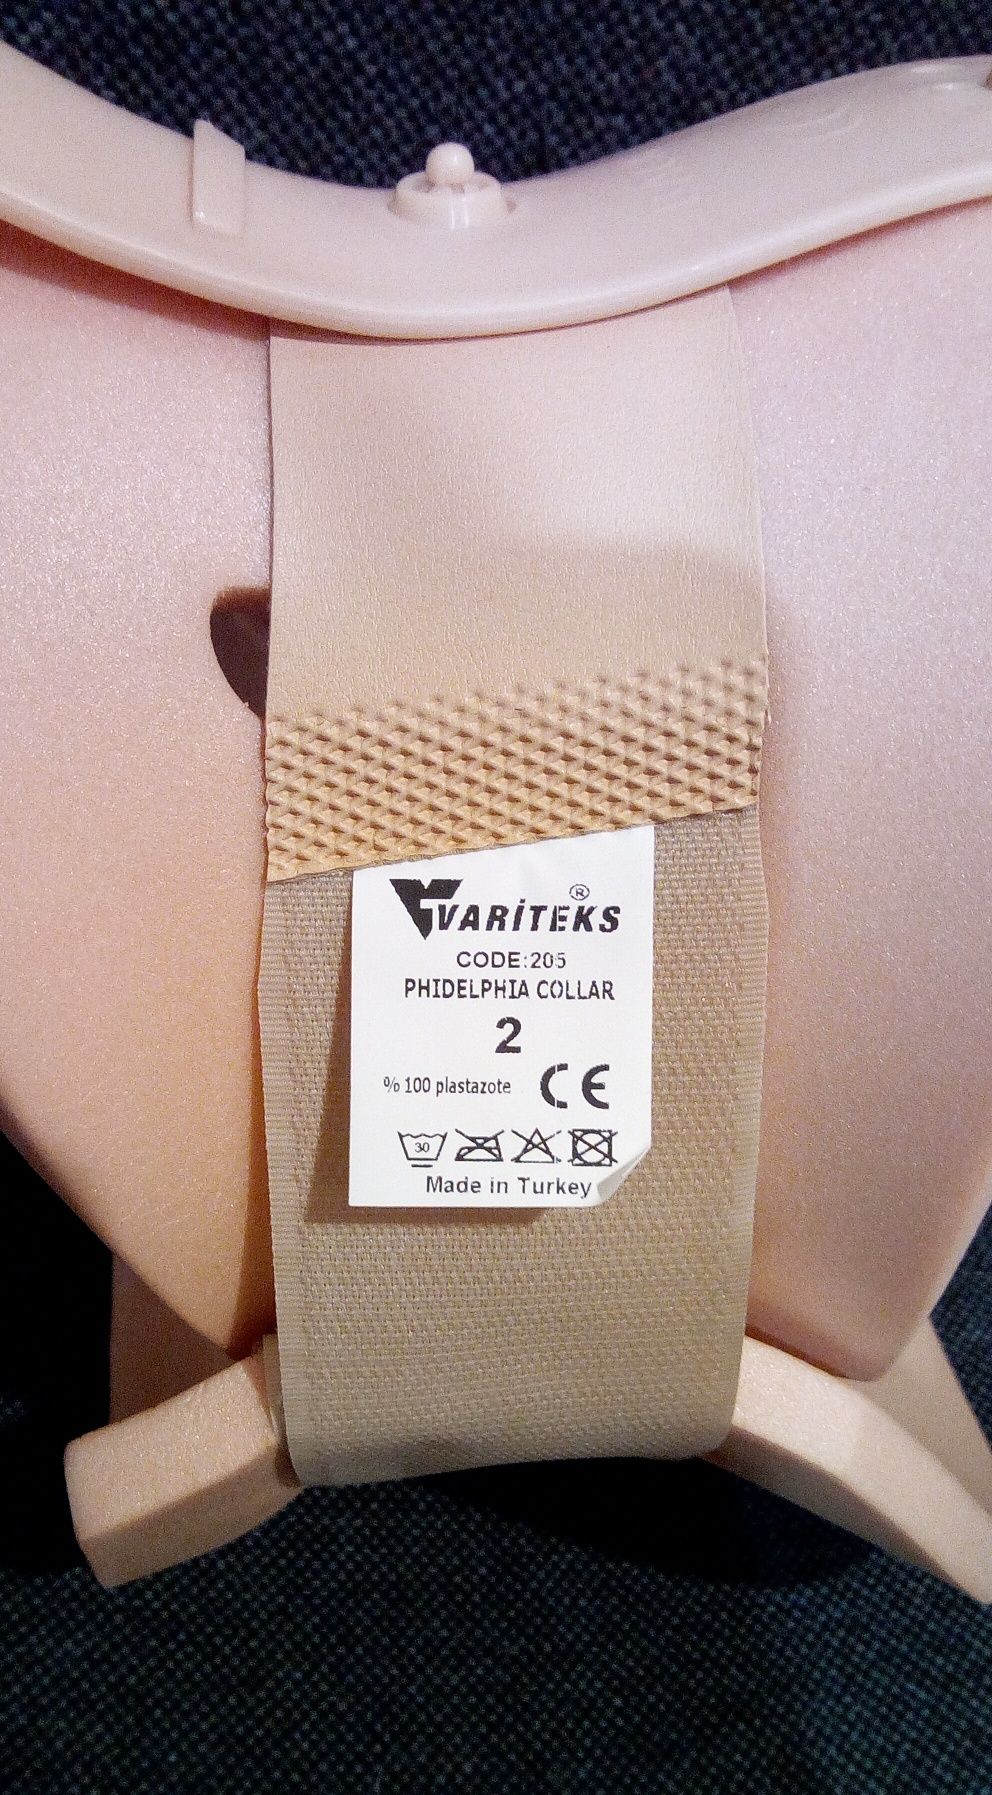 VARİTEKS ®
CODE:205
PHIDELPHIA COLLAR
2
% 100 plastazote CE
30
Made in Turkey